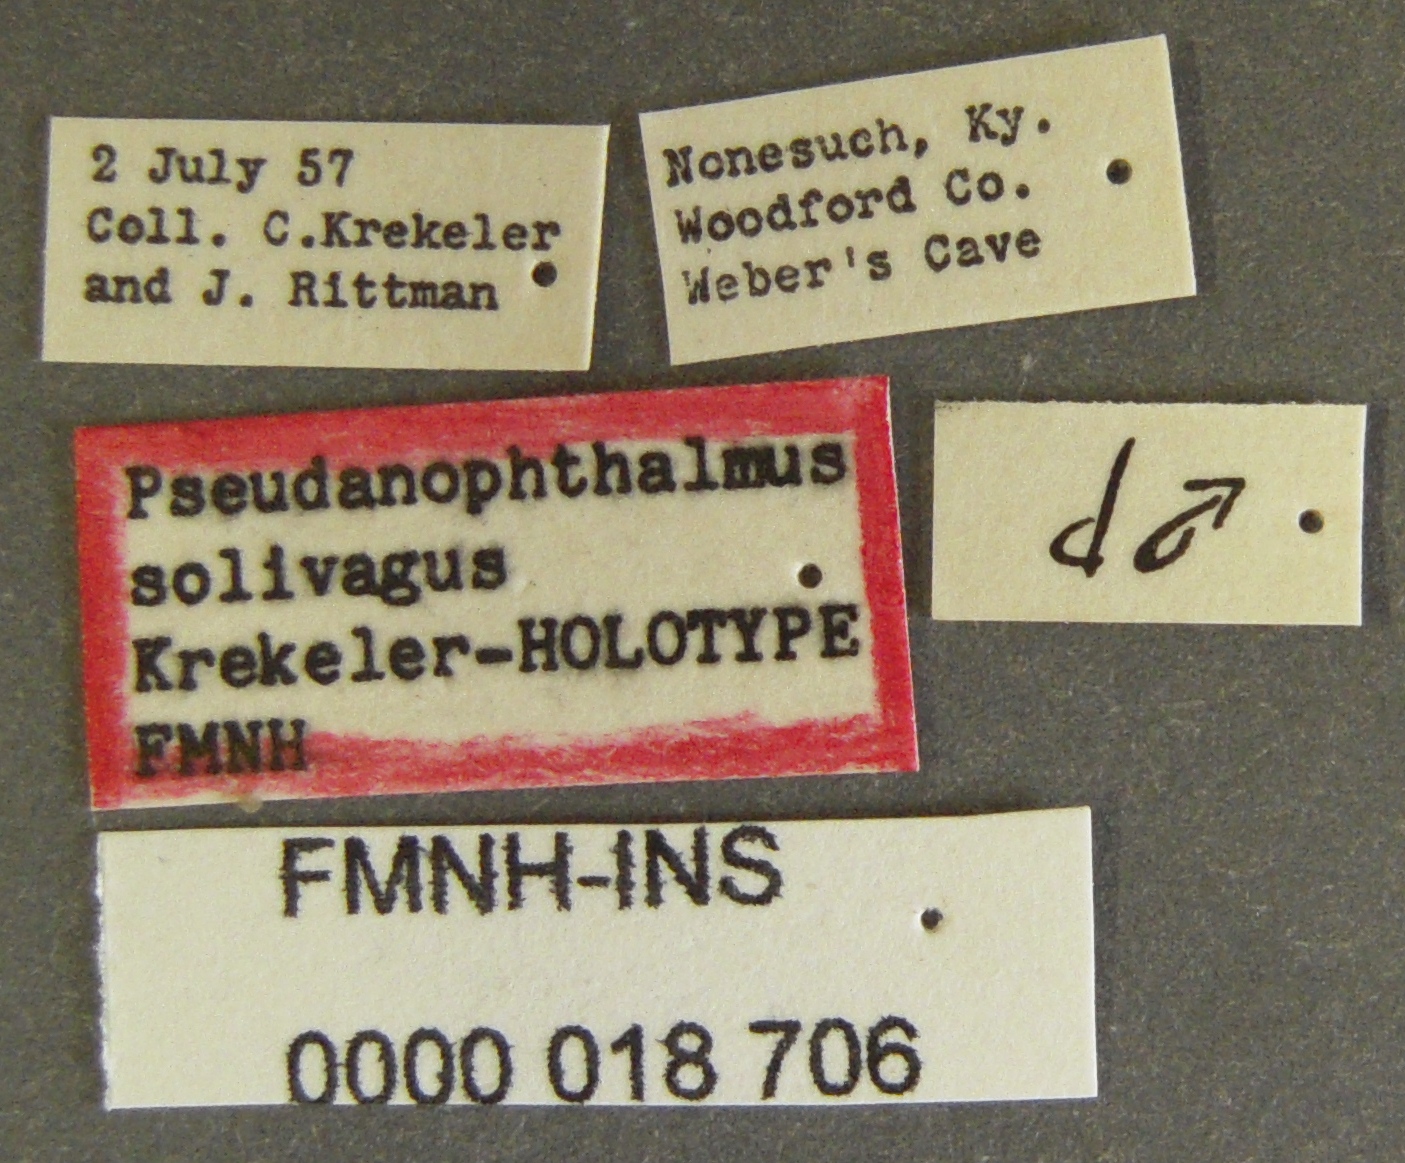 2 July 57
Coll. C.Krekeler
and J. Rittman
Nonesuch, Ky.
Woodford Co.
Weber's Cave
Pseudanophthalmus
solivagus
Krekeler-HOLOTYPE
FMNH
d♂
FMNH-INS
0000 018 706